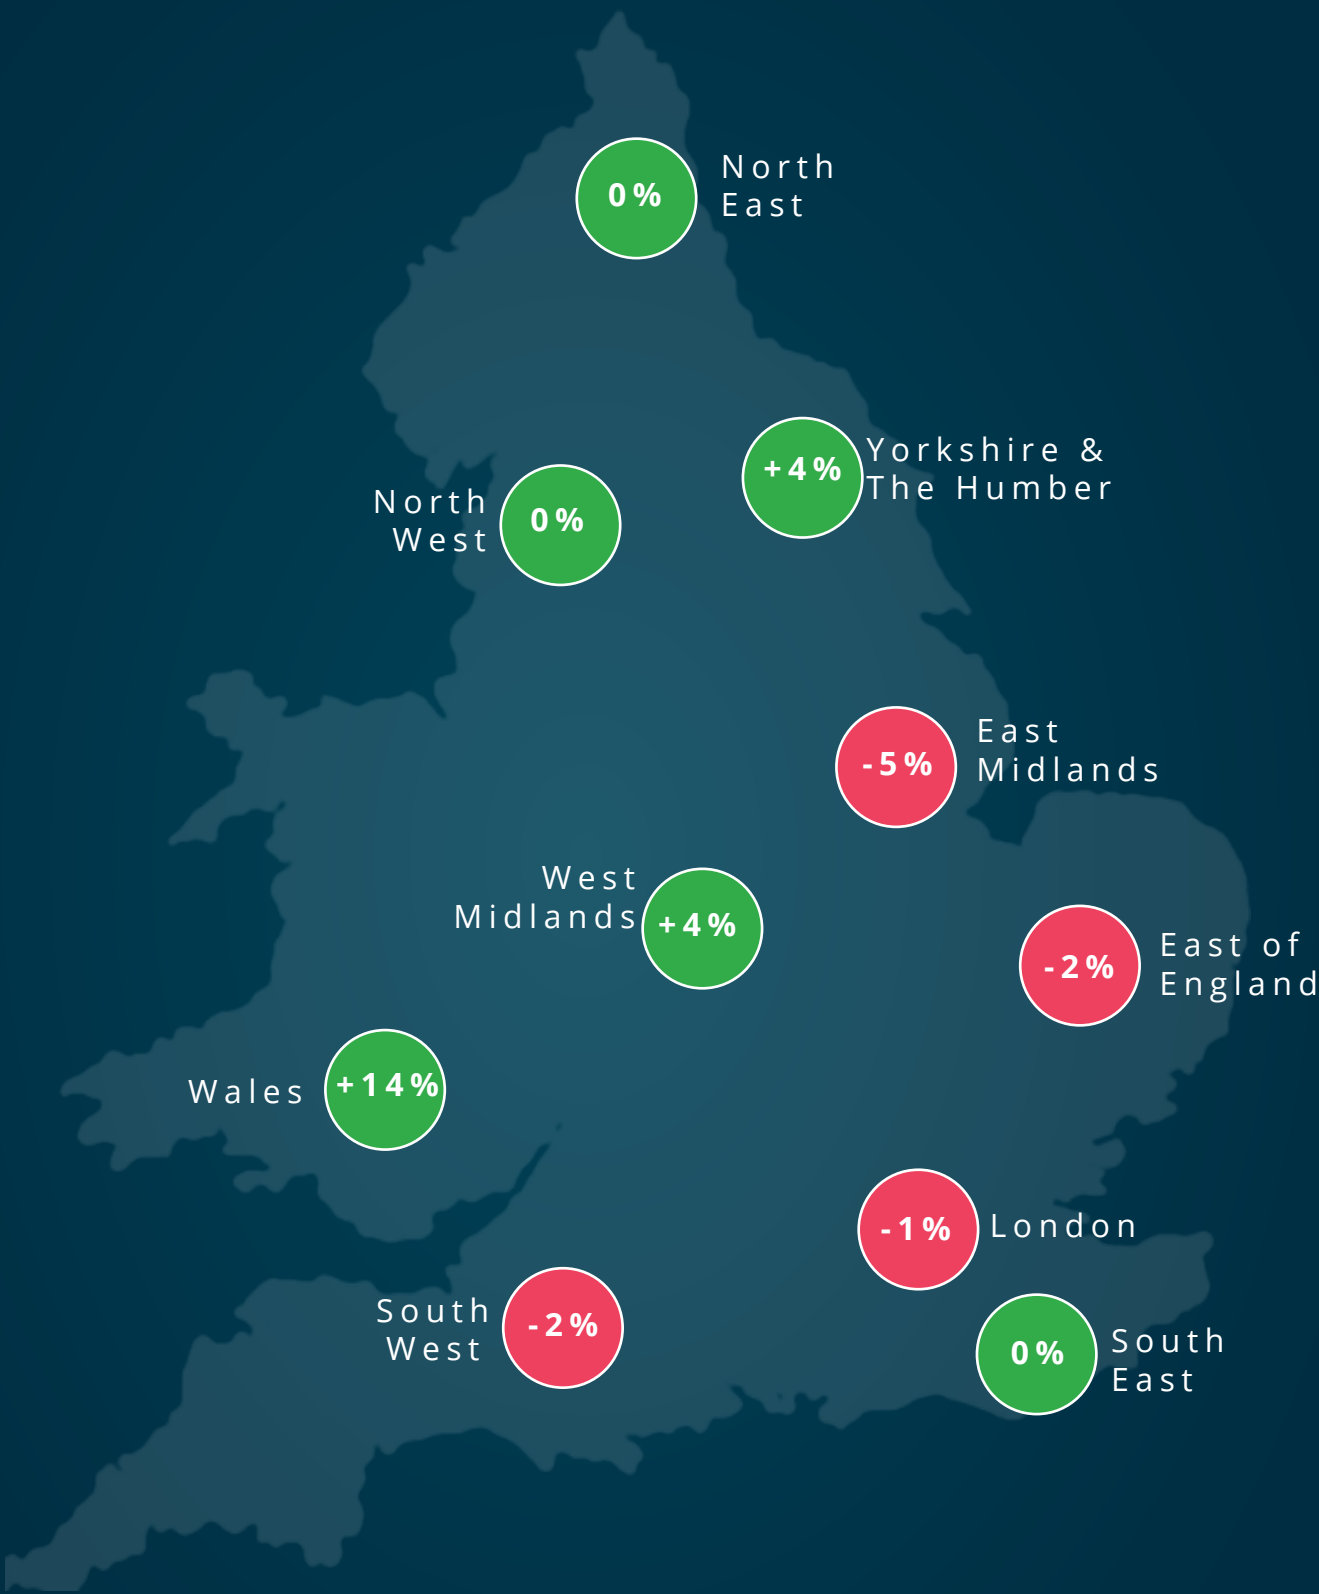 0%
North
East
+4%
Yorkshire &
The Humber
North
West
0%
-5%
East
Midlands
West
Midlands
+4%
-2%
East of
England
Wales
+14%
-1%
London
South
West
-2%
0%
South
East